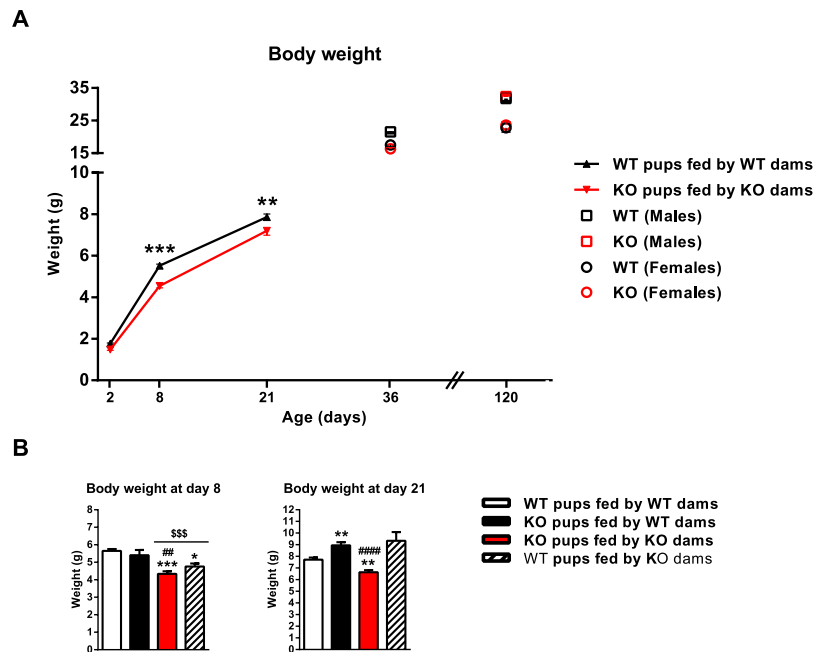 A
Body weight
35
25
15
10
8
6
4
2
0
Weight (g)
***
**
2
8
21
36
120
Age (days)
WT pups fed by WT dams
KO pups fed by KO dams
WT (Males)
KO (Males)
WT (Females)
KO (Females)
B
Body weight at day 8
8
7
6
5
4
3
2
1
0
Weight (g)
$$$
##
***
*
Body weight at day 21
12
11
10
9
8
7
6
5
4
3
2
1
0
Weight (g)
**
####
**
WT pups fed by WT dams
KO pups fed by WT dams
KO pups fed by KO dams
WT pups fed by KO dams